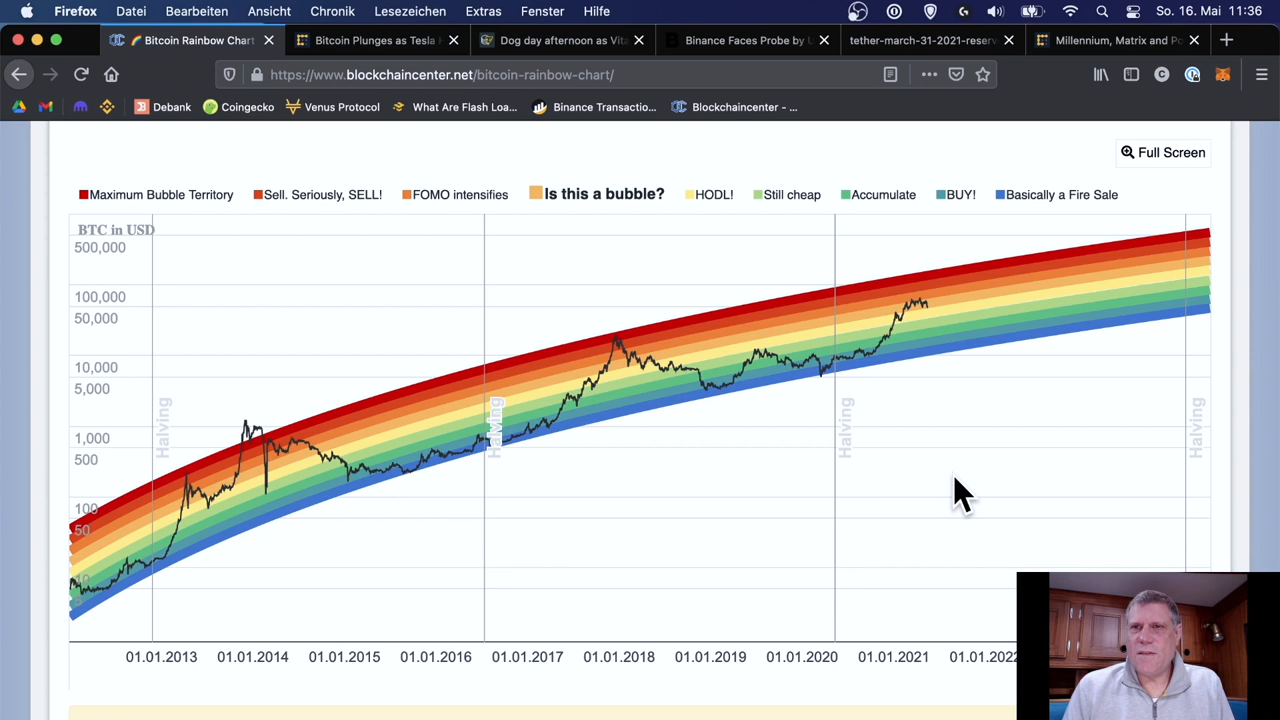 Firefox Datei Bearbeiten Ansicht Chronik Lesezeichen Extras Fenster Hilfe So. 16. Mai 11:36
🌈 Bitcoin Rainbow Chart Bitcoin Plunges as Tesla H Dog day afternoon as Vita Binance Faces Probe by U tether-march-31-2021-reserv Millennium, Matrix and Po
https://www.blockchaincenter.net/bitcoin-rainbow-chart/
Debank Coingecko Venus Protocol What Are Flash Loa... Binance Transactio... Blockchaincenter - ...
Full Screen
Maximum Bubble Territory Sell. Seriously, SELL! FOMO intensifies Is this a bubble? HODL! Still cheap Accumulate BUY! Basically a Fire Sale
BTC in USD
500,000
100,000
50,000
10,000
5,000
1,000
500
100
50
10
Halving Halving Halving Halving
01.01.2013 01.01.2014 01.01.2015 01.01.2016 01.01.2017 01.01.2018 01.01.2019 01.01.2020 01.01.2021 01.01.2022